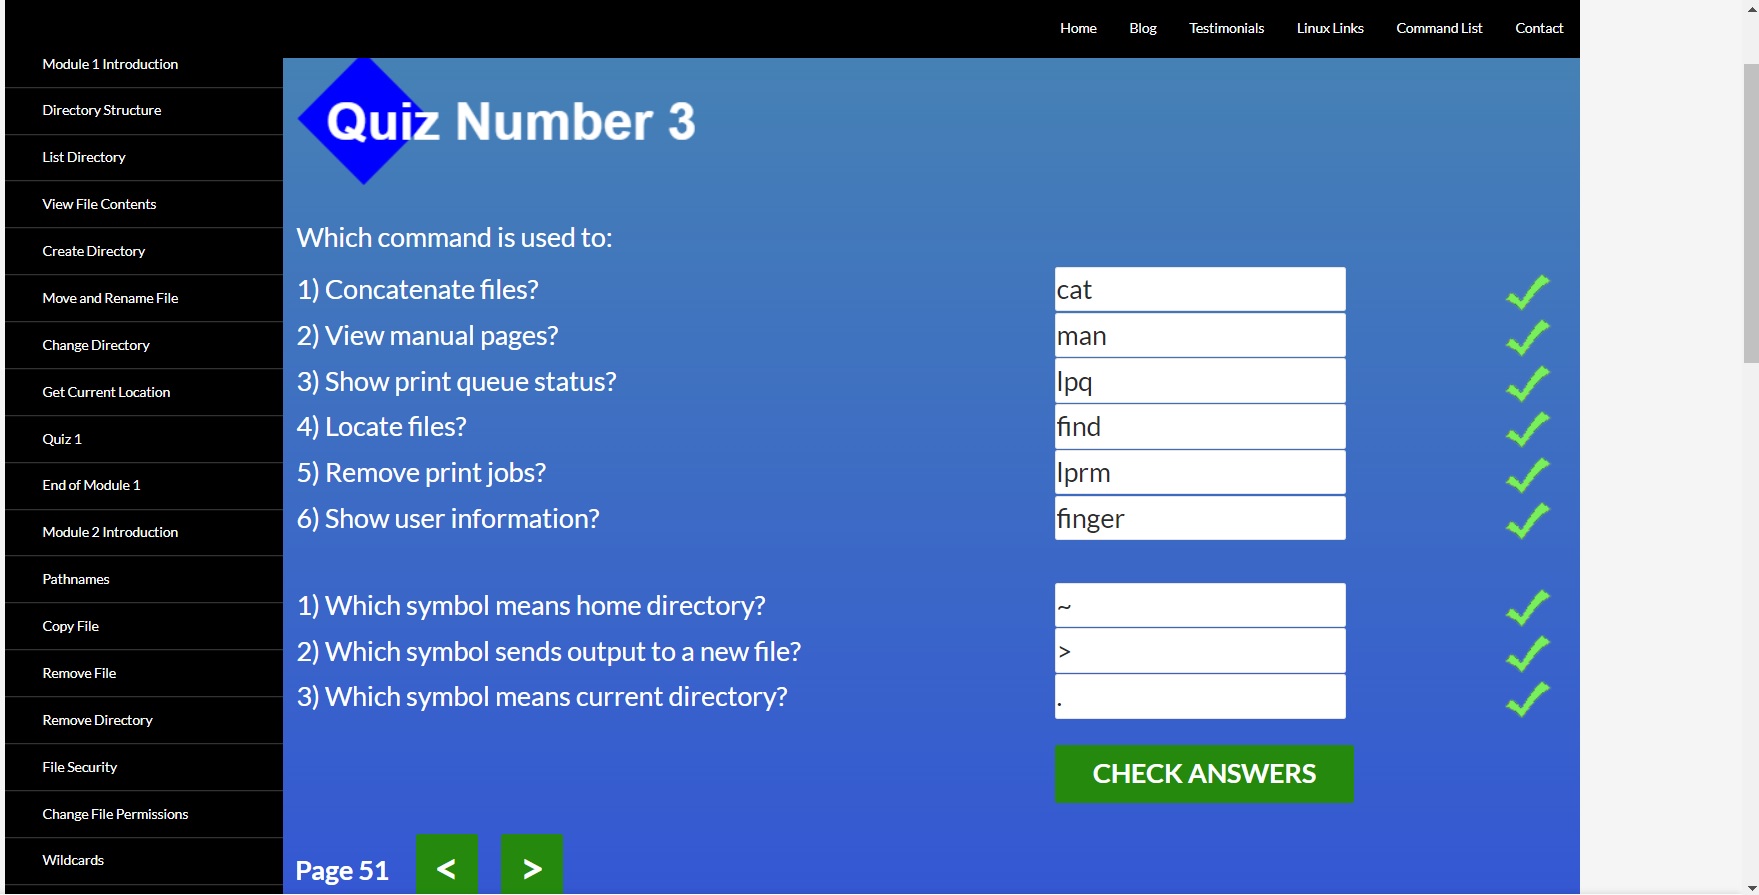 Home Blog Testimonials Linux Links Command List Contact
Module 1 Introduction
Directory Structure
List Directory
View File Contents
Create Directory
Move and Rename File
Change Directory
Get Current Location
Quiz 1
End of Module 1
Module 2 Introduction
Pathnames
Copy File
Remove File
Remove Directory
File Security
Change File Permissions
Wildcards
Quiz Number 3
Which command is used to:
1) Concatenate files? cat
2) View manual pages? man
3) Show print queue status? lpq
4) Locate files? find
5) Remove print jobs? lprm
6) Show user information? finger
1) Which symbol means home directory? ~
2) Which symbol sends output to a new file? >
3) Which symbol means current directory? .
CHECK ANSWERS
Page 51 < >